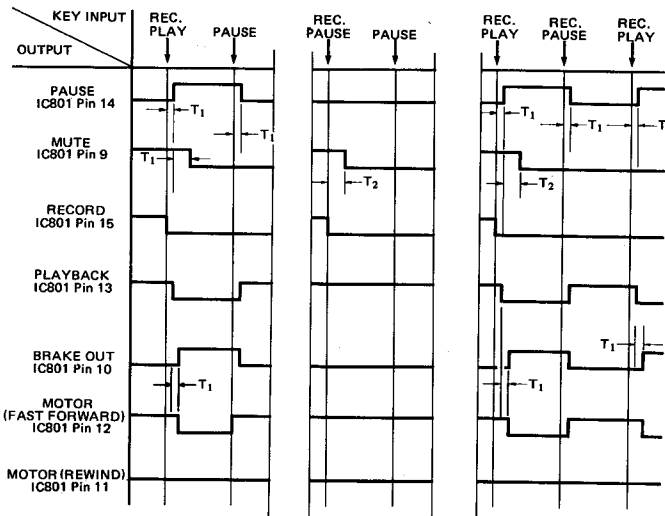 KEY INPUT
OUTPUT
REC. PLAY
PAUSE
REC. PAUSE
PAUSE
REC. PLAY
REC. PAUSE
REC. PLAY
PAUSE
IC801 Pin 14
T1
T1
T1
T1
T
MUTE
IC801 Pin 9
T1
T2
T2
RECORD
IC801 Pin 15
PLAYBACK
IC801 Pin 13
BRAKE OUT
IC801 Pin 10
T1
T1
T1
MOTOR
(FAST FORWARD)
IC801 Pin 12
MOTOR (REWIND)
IC801 Pin 11